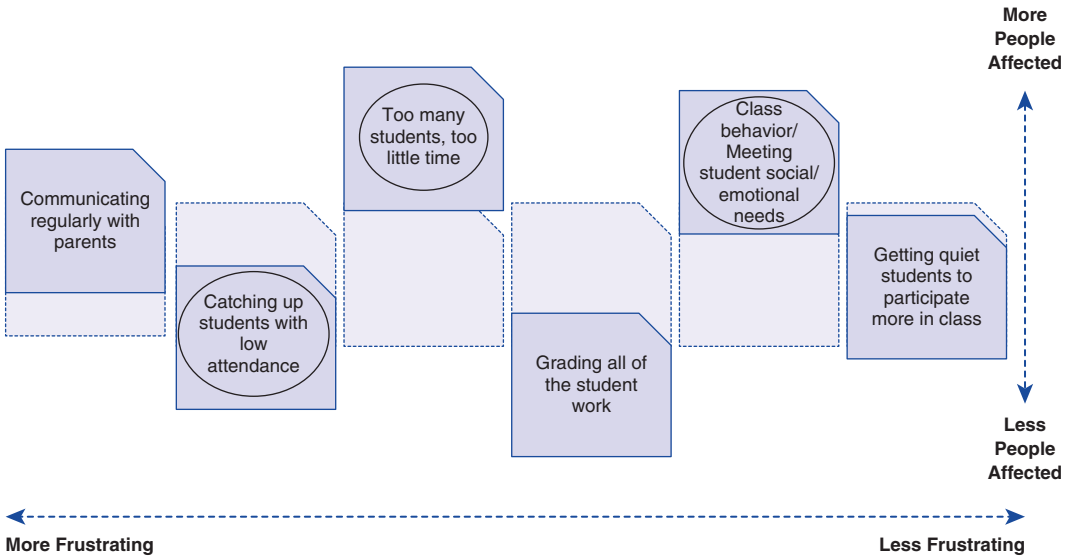 More
People
Affected
Too many
students, too
little time
Class
behavior/
Meeting
student social/
emotional
needs
Communicating
regularly with
parents
Getting quiet
students to
participate
more in class
Catching up
students with
low
attendance
Grading all of
the student
work
Less
People
Affected
More Frustrating
Less Frustrating